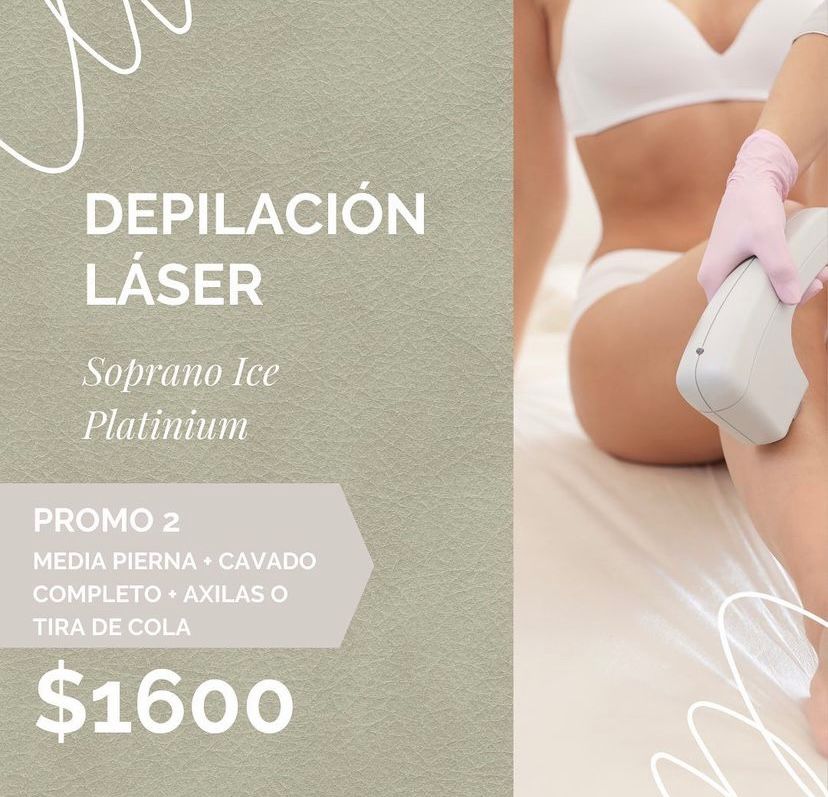 DEPILACIÓN
LÁSER
Soprano Ice
Platinium
PROMO 2
MEDIA PIERNA + CAVADO
COMPLETO + AXILAS O
TIRA DE COLA
$1600